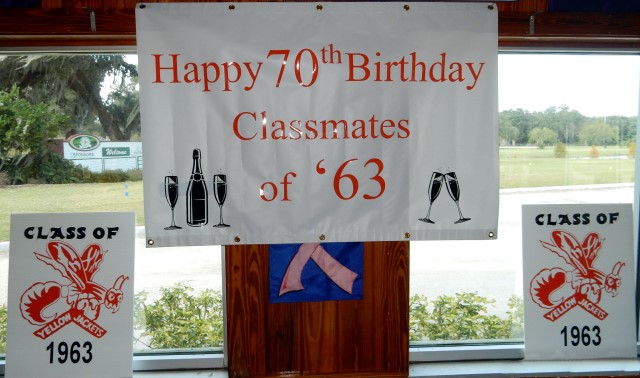 Happy 70th Birthday
Classmates
of '63
CLASS OF
YELLOW JACKETS
1963
CLASS OF
YELLOW JACKETS
1963
Welcome